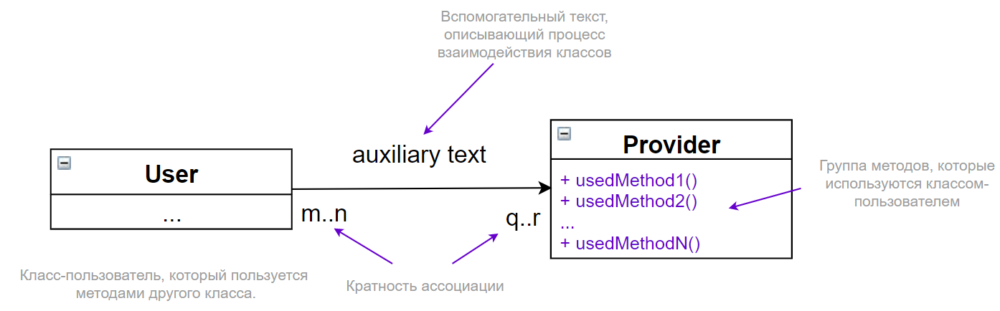 Вспомогательный текст,
описывающий процесс
взаимодействия классов
auxiliary text
User
...
m..n
q..r
Provider
+ usedMethod1()
+ usedMethod2()
...
+ usedMethodN()
Группа методов, которые
используются классом-
пользователем
Класс-пользователь, который пользуется
методами другого класса.
Кратность ассоциации